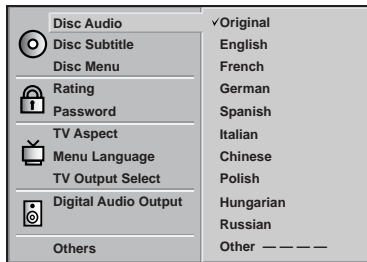 Disc Audio
Disc Subtitle
Disc Menu
Rating
Password
TV Aspect
Menu Language
TV Output Select
Digital Audio Output
Others
✓Original
English
French
German
Spanish
Italian
Chinese
Polish
Hungarian
Russian
Other — — — —